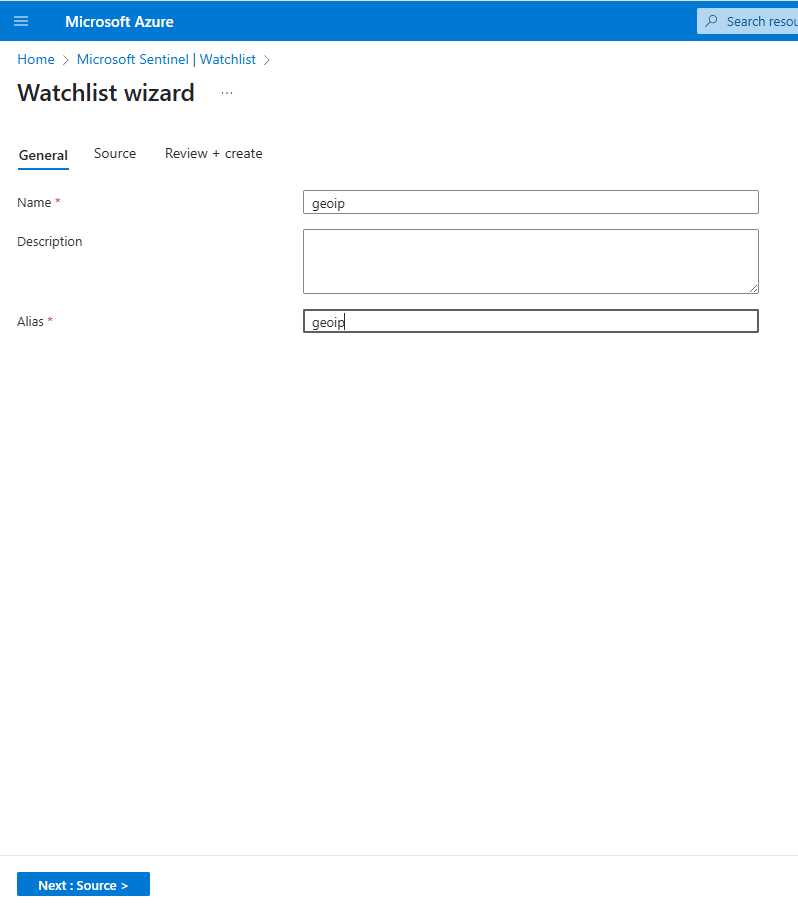 Microsoft Azure
Search resou
Home > Microsoft Sentinel | Watchlist >
Watchlist wizard ...
General Source Review + create
Name * geoip
Description
Alias * geoip
Next : Source >